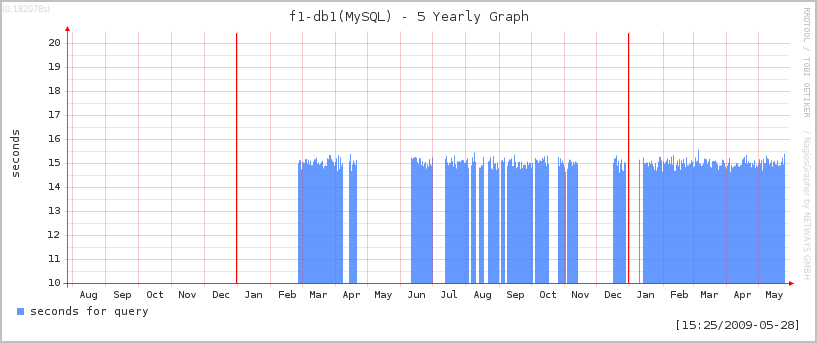 (0.182078s)
f1-db1(MySQL) - 5 Yearly Graph
RRDTOOL / TOBI OETIKER
/ NagiosGrapher by NETWAYS GMBH
seconds
20
19
18
17
16
15
14
13
12
11
10
Aug Sep Oct Nov Dec Jan Feb Mar Apr May Jun Jul Aug Sep Oct Nov Dec Jan Feb Mar Apr May
seconds for query
[15:25/2009-05-28]